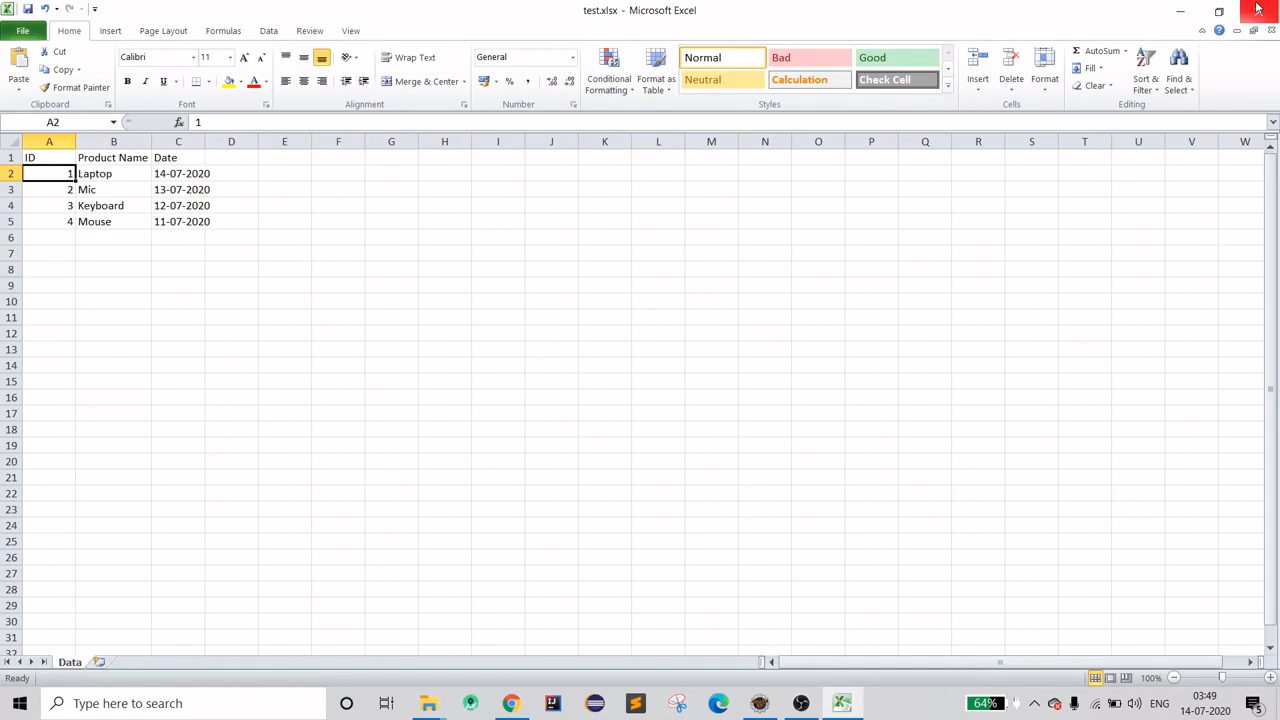 test.xlsx - Microsoft Excel
File Home Insert Page Layout Formulas Data Review View
Paste Cut Copy Format Painter Clipboard
Calibri 11 B I U A A A Font
Wrap Text Merge & Center Alignment
General % , Number
Conditional Formatting Format as Table
Normal Bad Good
Neutral Calculation Check Cell
Styles
Insert Delete Format Cells
Σ AutoSum Fill Clear Sort & Filter Find & Select Editing
A2 fx 1
A B C D E F G H I J K L M N O P Q R S T U V W
1 ID Product Name Date
2 1 Laptop 14-07-2020
3 2 Mic 13-07-2020
4 3 Keyboard 12-07-2020
5 4 Mouse 11-07-2020
6
7
8
9
10
11
12
13
14
15
16
17
18
19
20
21
22
23
24
25
26
27
28
29
30
31
32
Data
Ready 100%
Type here to search 64% ENG 03:49
14-07-2020 5